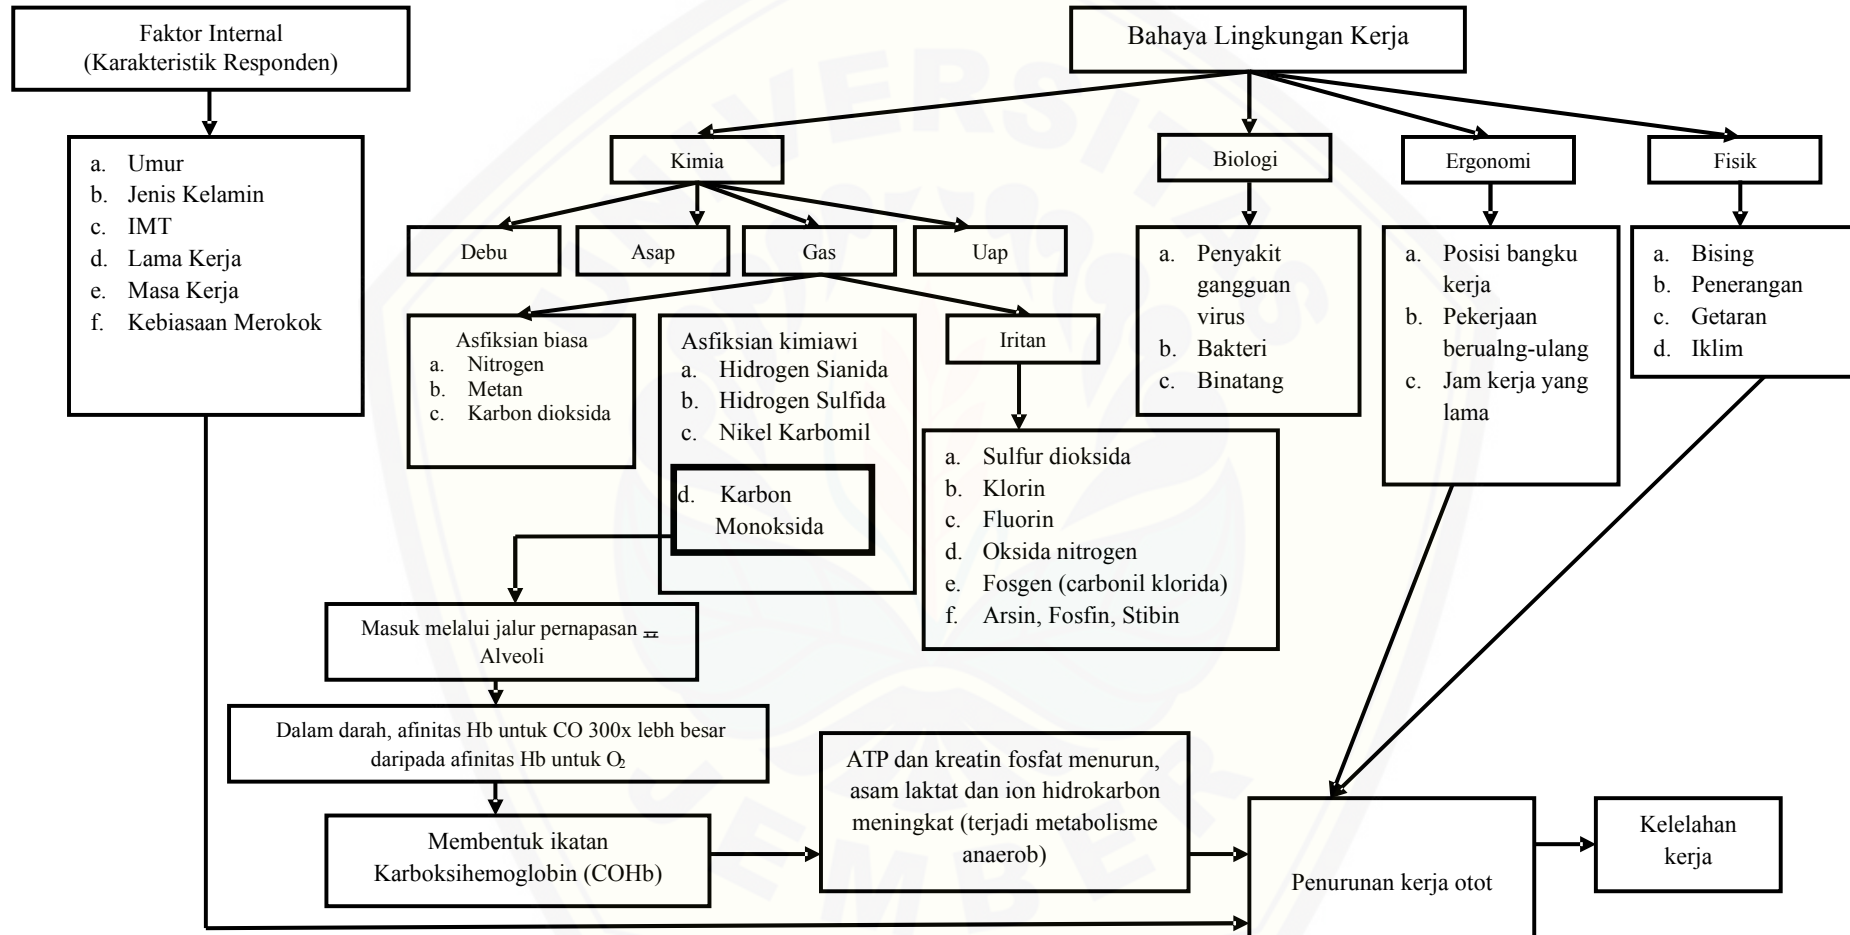 Faktor Internal
(Karakteristik Responden)
Bahaya Lingkungan Kerja
a. Umur
b. Jenis Kelamin
c. IMT
d. Lama Kerja
e. Masa Kerja
f. Kebiasaan Merokok
Kimia
Biologi
Ergonomi
Fisik
Debu
Asap
Gas
Uap
a. Penyakit
gangguan
virus
b. Bakteri
c. Binatang
a. Posisi bangku
kerja
b. Pekerjaan
berualng-ulang
c. Jam kerja yang
lama
a. Bising
b. Penerangan
c. Getaran
d. Iklim
Asfiksian biasa
a. Nitrogen
b. Metan
c. Karbon dioksida
Asfiksian kimiawi
a. Hidrogen Sianida
b. Hidrogen Sulfida
c. Nikel Karbomil
d. Karbon
Monoksida
Iritan
a. Sulfur dioksida
b. Klorin
c. Fluorin
d. Oksida nitrogen
e. Fosgen (carbonil klorida)
f. Arsin, Fosfin, Stibin
Masuk melalui jalur pernapasan
Alveoli
Dalam darah, afinitas Hb untuk CO 300x lebh besar
daripada afinitas Hb untuk O₂
Membentuk ikatan
Karboksihemoglobin (COHb)
ATP dan kreatin fosfat menurun,
asam laktat dan ion hidrokarbon
meningkat (terjadi metabolisme
anaerob)
Penurunan kerja otot
Kelelahan
kerja
UNIVERSITAS
JEMBER